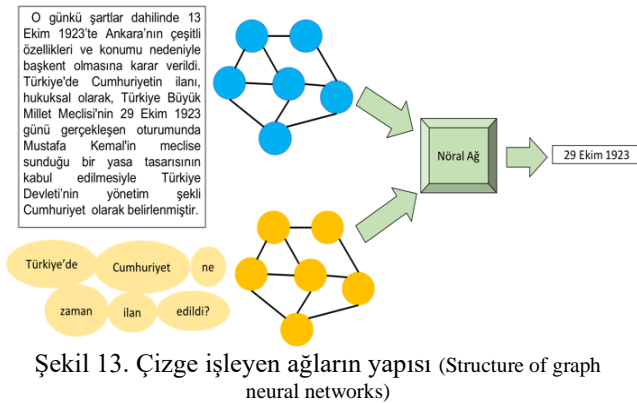 O günkü şartlar dahilinde 13
Ekim 1923'te Ankara'nın çeşitli
özellikleri ve konumu nedeniyle
başkent olmasına karar verildi.
Türkiye'de Cumhuriyetin ilanı,
hukuksal olarak, Türkiye Büyük
Millet Meclisi'nin 29 Ekim 1923
günü gerçekleşen oturumunda
Mustafa Kemal'in meclise
sunduğu bir yasa tasarısının
kabul edilmesiyle Türkiye
Devleti'nin yönetim şekli
Cumhuriyet olarak belirlenmiştir.
Türkiye'de Cumhuriyet ne
zaman ilan edildi?
Nöral Ağ
29 Ekim 1923
Şekil 13. Çizge işleyen ağların yapısı (Structure of graph
neural networks)